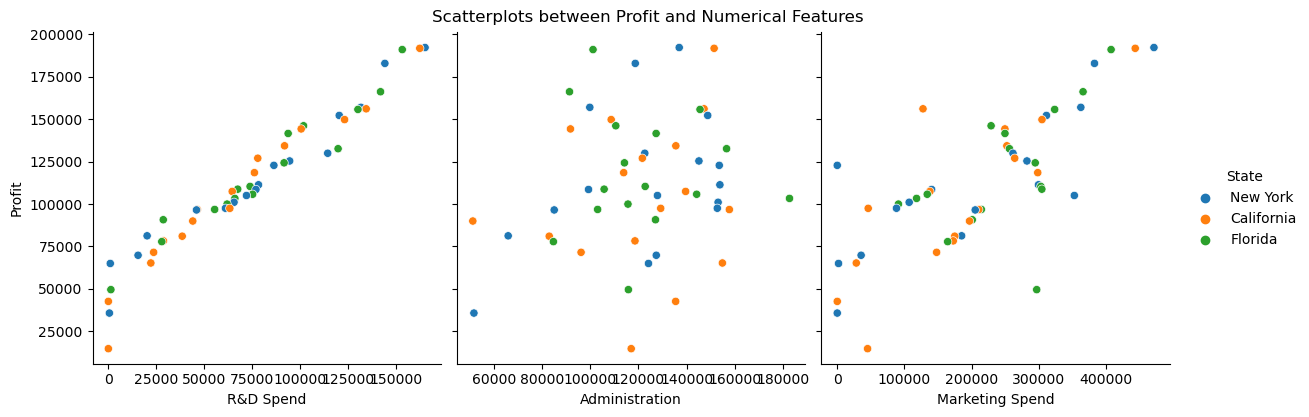 Scatterplots between Profit and Numerical Features
Profit
200000
175000
150000
125000
100000
75000
50000
25000
0 25000 50000 75000 100000 125000 150000
R&D Spend
60000 80000 100000 120000 140000 160000 180000
Administration
0 100000 200000 300000 400000
Marketing Spend
State
New York
California
Florida